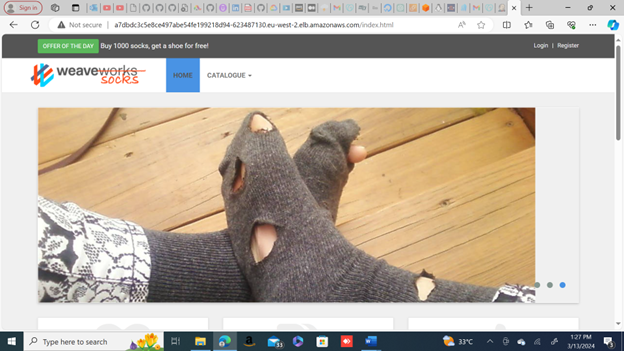 Sign in
Not secure | a7dbdc3c5e8ce497abe54fe199218d94-623487130.eu-west-2.elb.amazonaws.com/index.html
OFFER OF THE DAY Buy 1000 socks, get a shoe for free!
Login | Register
weaveworks
socks
HOME
CATALOGUE
Type here to search
33
33°C
1:27 PM
3/13/2024